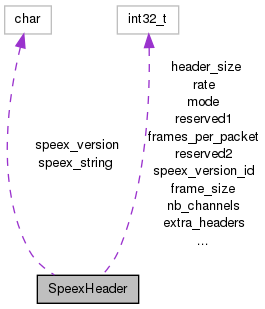 char
int32_t
header_size
rate
mode
reserved1
frames_per_packet
reserved2
speex_version_id
frame_size
nb_channels
extra_headers
...
speex_version
speex_string
SpeexHeader